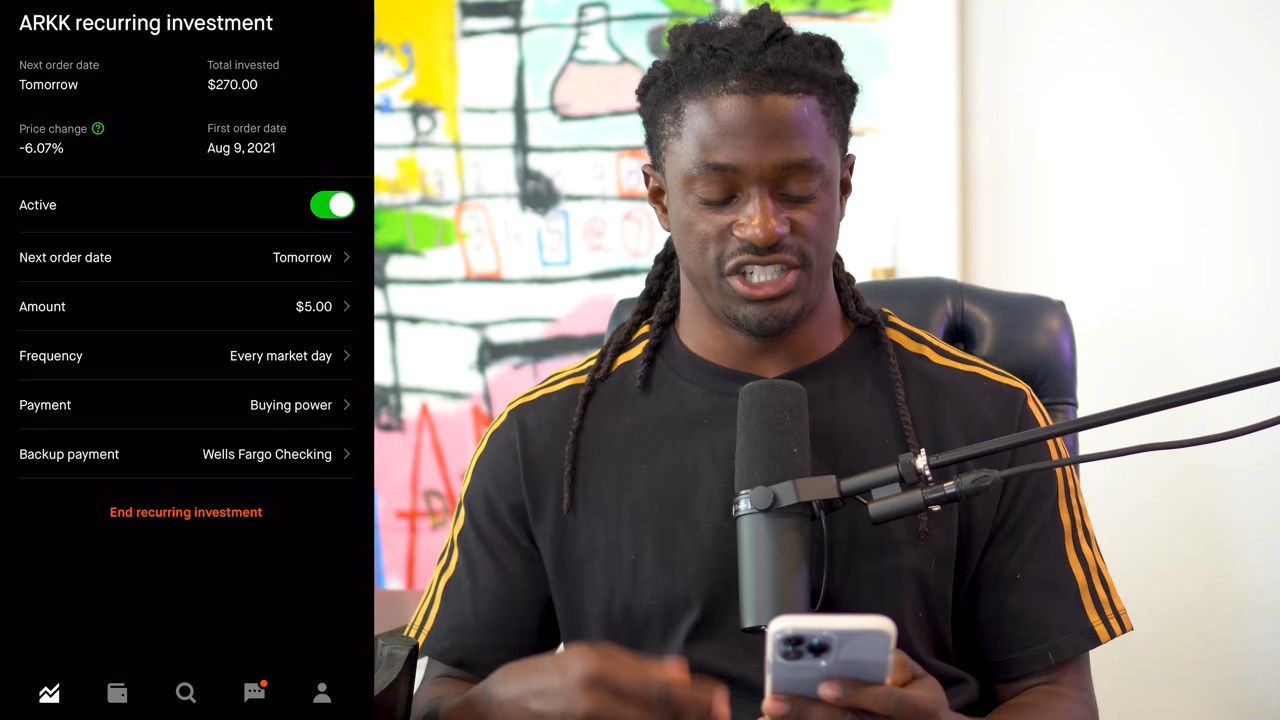 ARKK recurring investment
Next order date
Total invested
Tomorrow
$270.00
Price change
First order date
-6.07%
Aug 9, 2021
Active
Next order date
Tomorrow
Amount
$5.00
Frequency
Every market day
Payment
Buying power
Backup payment
Wells Fargo Checking
End recurring investment